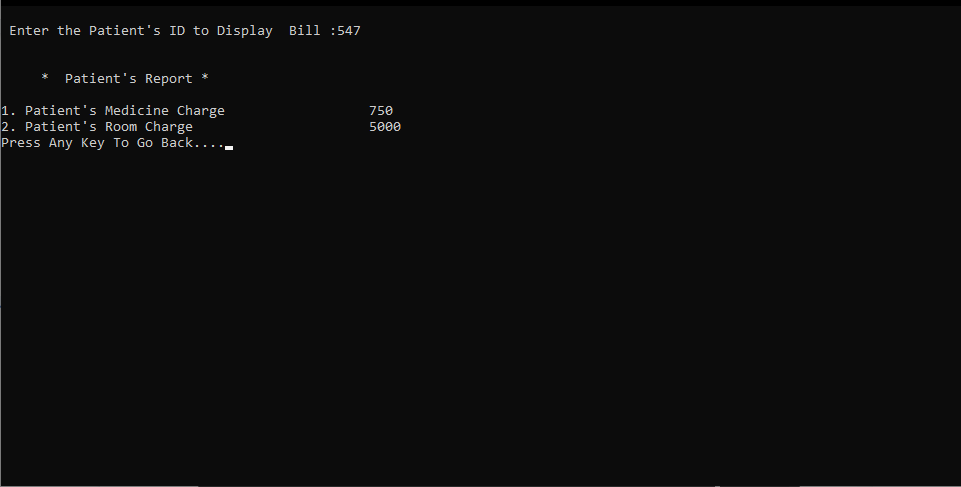 Enter the Patient's ID to Display  Bill :547
*  Patient's Report *
1. Patient's Medicine Charge                  750
2. Patient's Room Charge                      5000
Press Any Key To Go Back....